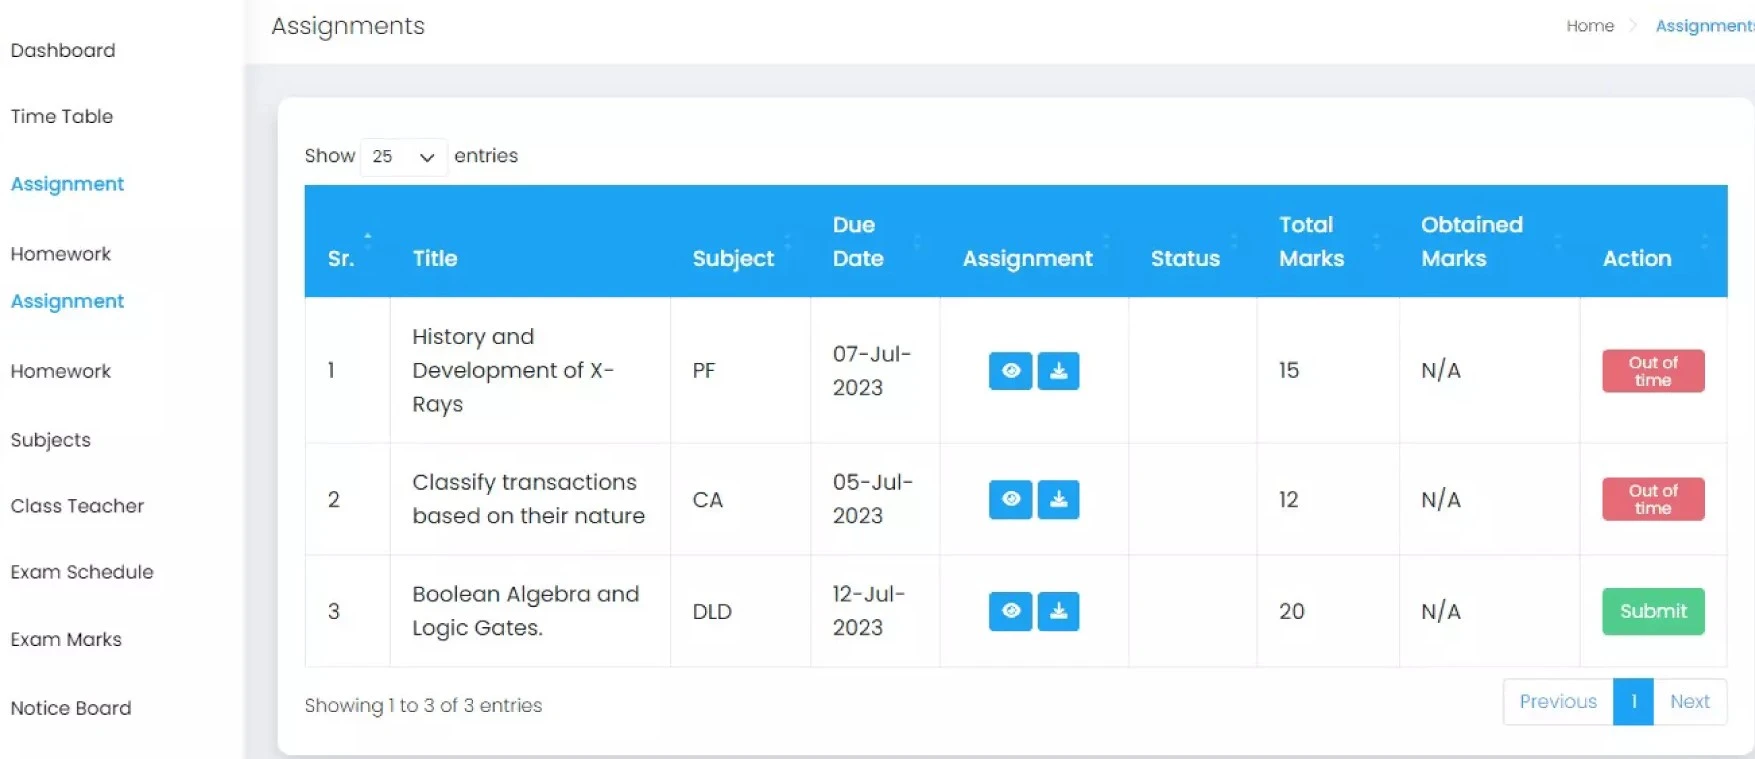 Assignments
Home
Assignments
Dashboard
Time Table
Assignment
Homework
Assignment
Homework
Subjects
Class Teacher
Exam Schedule
Exam Marks
Notice Board
Show 25 entries
Sr.
Title
Subject
Due
Date
Assignment
Status
Total
Marks
Obtained
Marks
Action
1
History and
Development of X-
Rays
PF
07-Jul-
2023
15
N/A
Out of
time
2
Classify transactions
based on their nature
CA
05-Jul-
2023
12
N/A
Out of
time
3
Boolean Algebra and
Logic Gates.
DLD
12-Jul-
2023
20
N/A
Submit
Showing 1 to 3 of 3 entries
Previous 1 Next